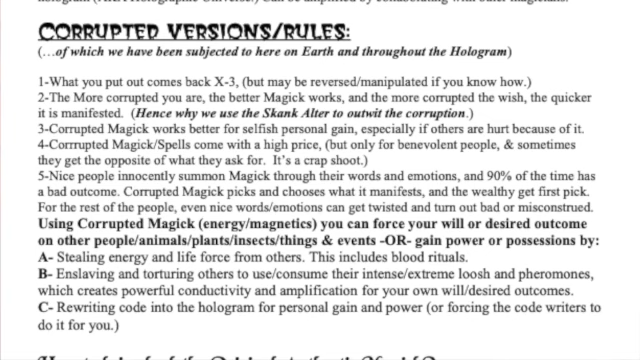 CORRUPTED VERSIONS/RULES:
(…of which we have been subjected to here on Earth and throughout the Hologram)
1-What you put out comes back X-3, (but may be reversed/manipulated if you know how.)
2-The More corrupted you are, the better Magick works, and the more corrupted the wish, the quicker
it is manifested.  (Hence why we use the Skank Alter to outwit the corruption.)
3-Corrupted Magick works better for selfish personal gain, especially if others are hurt because of it.
4-Corrrupted Magick/Spells come with a high price, (but only for benevolent people, & sometimes
they get the opposite of what they ask for.  It's a crap shoot.)
5-Nice people innocently summon Magick through their words and emotions, and 90% of the time has
a bad outcome. Corrupted Magick picks and chooses what it manifests, and the wealthy get first pick.
For the rest of the people, even nice words/emotions can get twisted and turn out bad or misconstrued.
Using Corrupted Magick (energy/magnetics) you can force your will or desired outcome
on other people/animals/plants/insects/things & events -OR- gain power or possessions by:
A- Stealing energy and life force from others. This includes blood rituals.
B- Enslaving and torturing others to use/consume their intense/extreme loosh and pheromones,
which creates powerful conductivity and amplification for your own will/desired outcomes.
C- Rewriting code into the hologram for personal gain and power (or forcing the code writers to
do it for you.)